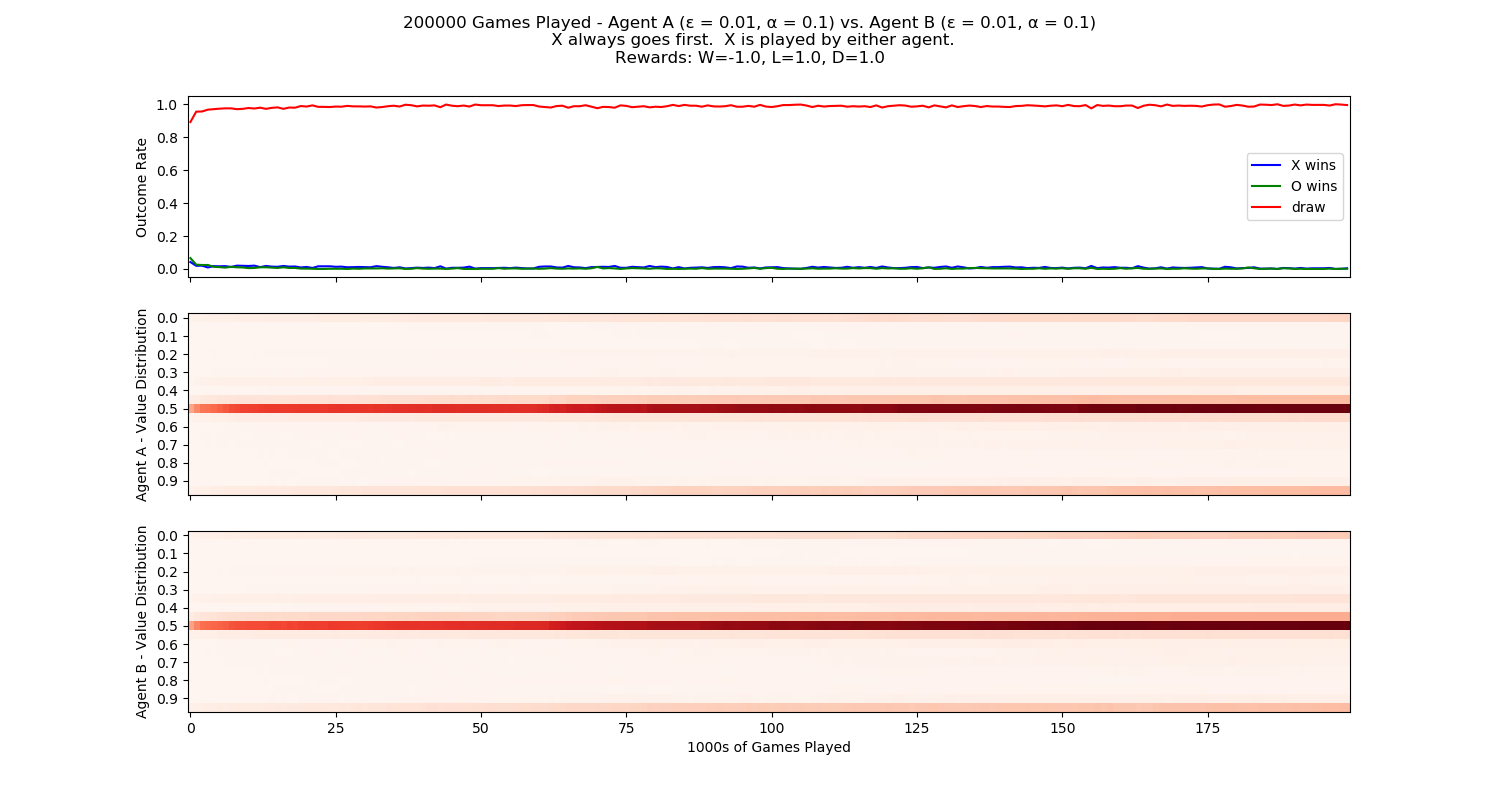 200000 Games Played - Agent A (ε = 0.01, α = 0.1) vs. Agent B (ε = 0.01, α = 0.1)
X always goes first.  X is played by either agent.
Rewards: W=-1.0, L=1.0, D=1.0
Outcome Rate
1.0
0.8
0.6
0.4
0.2
0.0
X wins
O wins
draw
Agent A - Value Distribution
0.0
0.1
0.2
0.3
0.4
0.5
0.6
0.7
0.8
0.9
Agent B - Value Distribution
0.0
0.1
0.2
0.3
0.4
0.5
0.6
0.7
0.8
0.9
0 25 50 75 100 125 150 175
1000s of Games Played